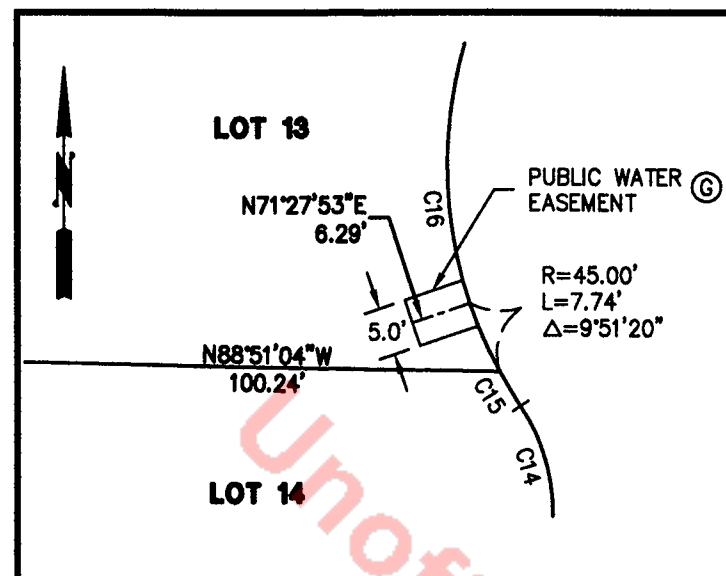 LOT 13
N
PUBLIC WATER
EASEMENT
G
N71°27'53"E
6.29'
C16
R=45.00'
L=7.74'
Δ=9°51'20"
5.0'
N88°51'04"W
100.24'
C15
C14
LOT 14
Unof